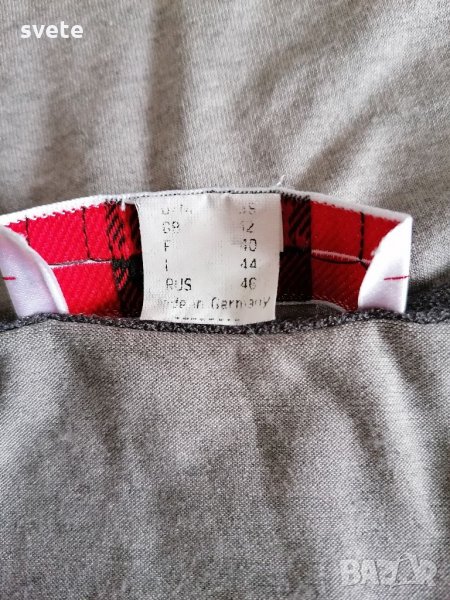 svete
GB 12
F 40
I 44
RUS 46
Made in Germany
BAZAR